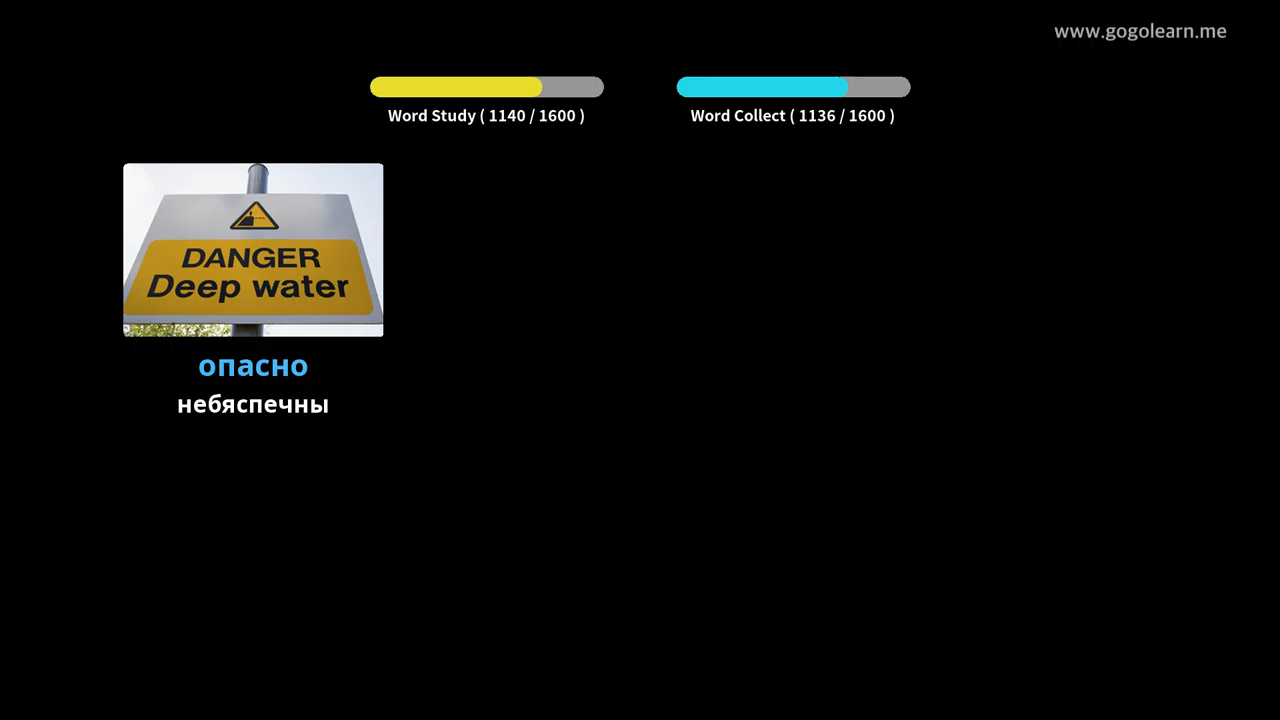 www.gogolearn.me
Word Study ( 1140 / 1600 )
Word Collect ( 1136 / 1600 )
DANGER
Deep water
опасно
небяспечны